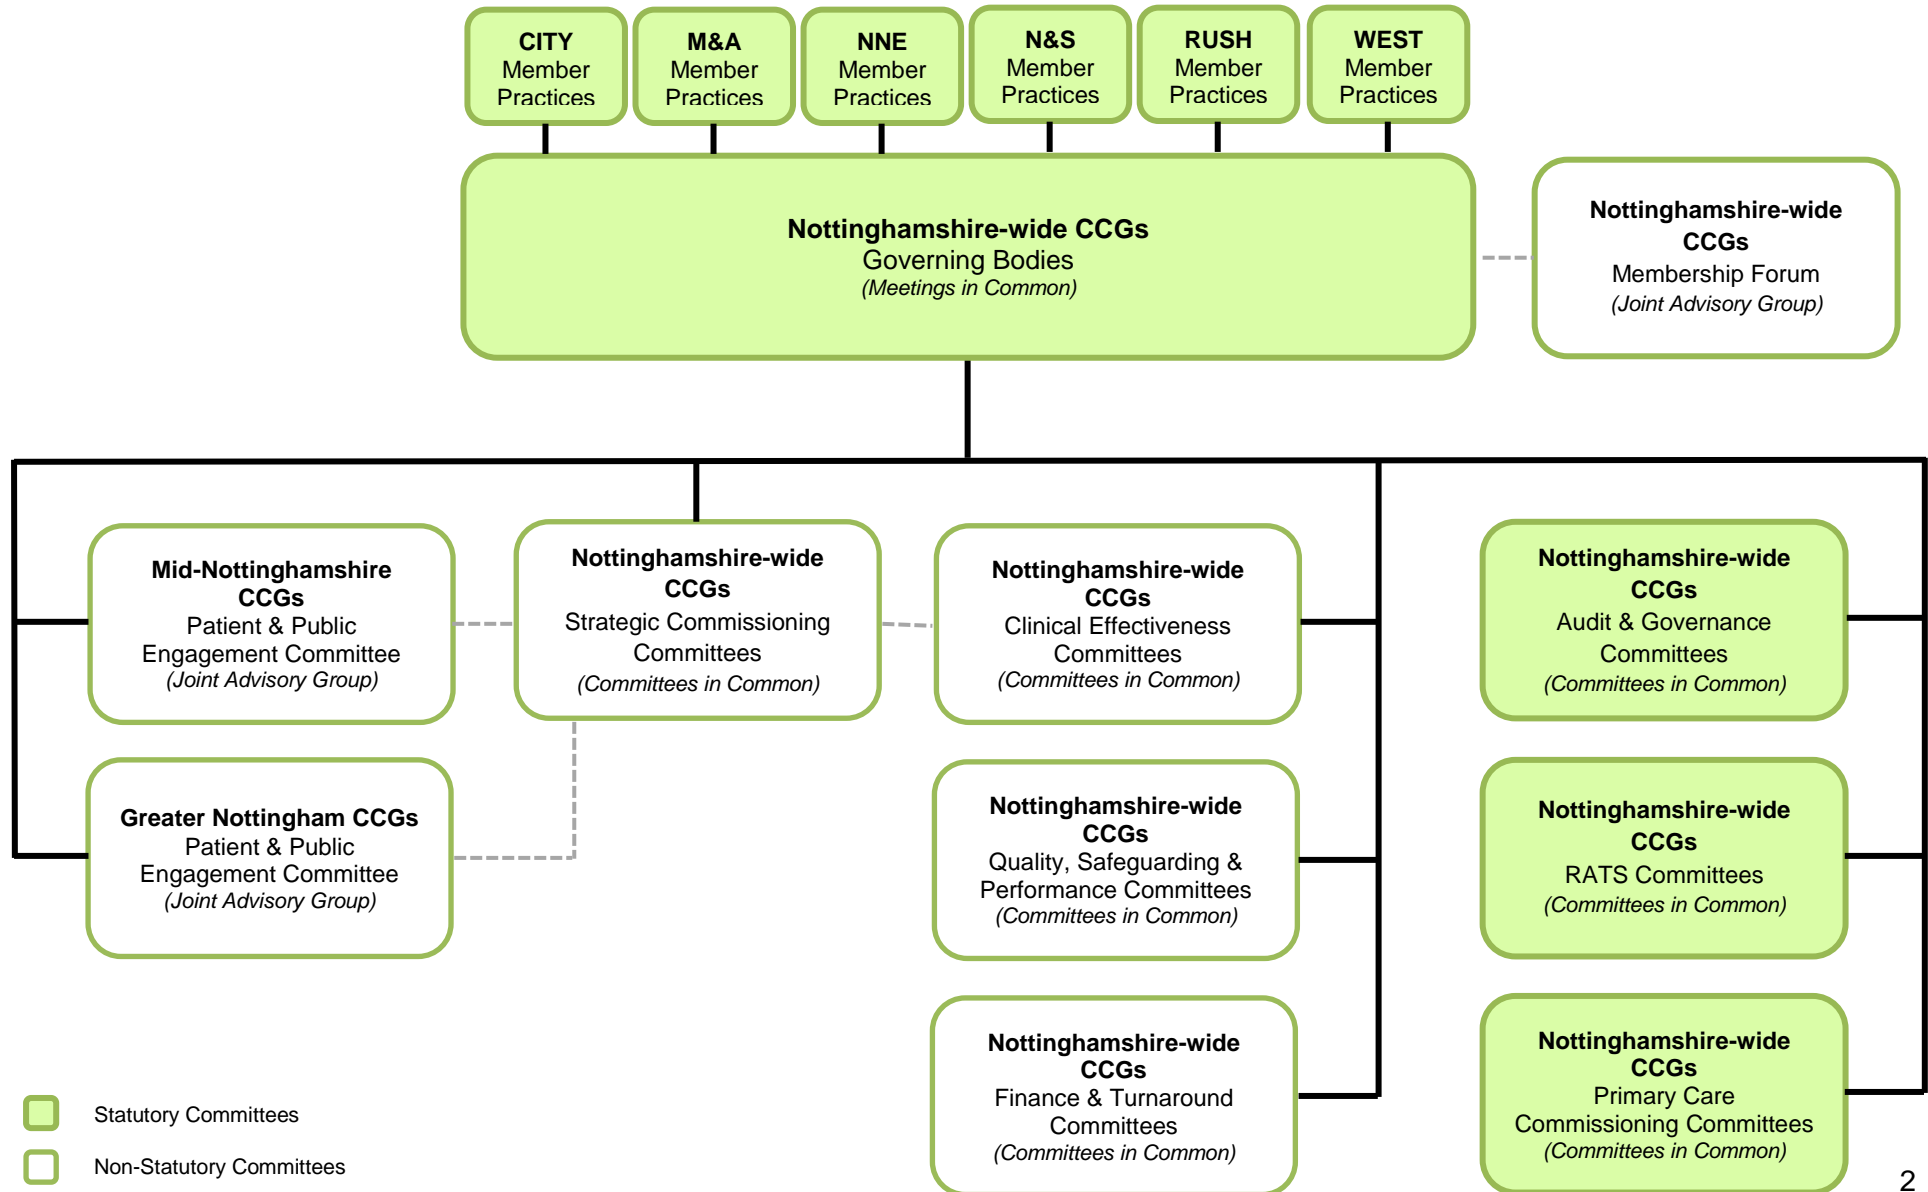 CITY
Member
Practices
M&A
Member
Practices
NNE
Member
Practices
N&S
Member
Practices
RUSH
Member
Practices
WEST
Member
Practices
Nottinghamshire-wide CCGs
Governing Bodies
(Meetings in Common)
Nottinghamshire-wide
CCGs
Membership Forum
(Joint Advisory Group)
Mid-Nottinghamshire
CCGs
Patient & Public
Engagement Committee
(Joint Advisory Group)
Nottinghamshire-wide
CCGs
Strategic Commissioning
Committees
(Committees in Common)
Nottinghamshire-wide
CCGs
Clinical Effectiveness
Committees
(Committees in Common)
Nottinghamshire-wide
CCGs
Audit & Governance
Committees
(Committees in Common)
Greater Nottingham CCGs
Patient & Public
Engagement Committee
(Joint Advisory Group)
Nottinghamshire-wide
CCGs
Quality, Safeguarding &
Performance Committees
(Committees in Common)
Nottinghamshire-wide
CCGs
RATS Committees
(Committees in Common)
Nottinghamshire-wide
CCGs
Finance & Turnaround
Committees
(Committees in Common)
Nottinghamshire-wide
CCGs
Primary Care
Commissioning Committees
(Committees in Common)
Statutory Committees
Non-Statutory Committees
2